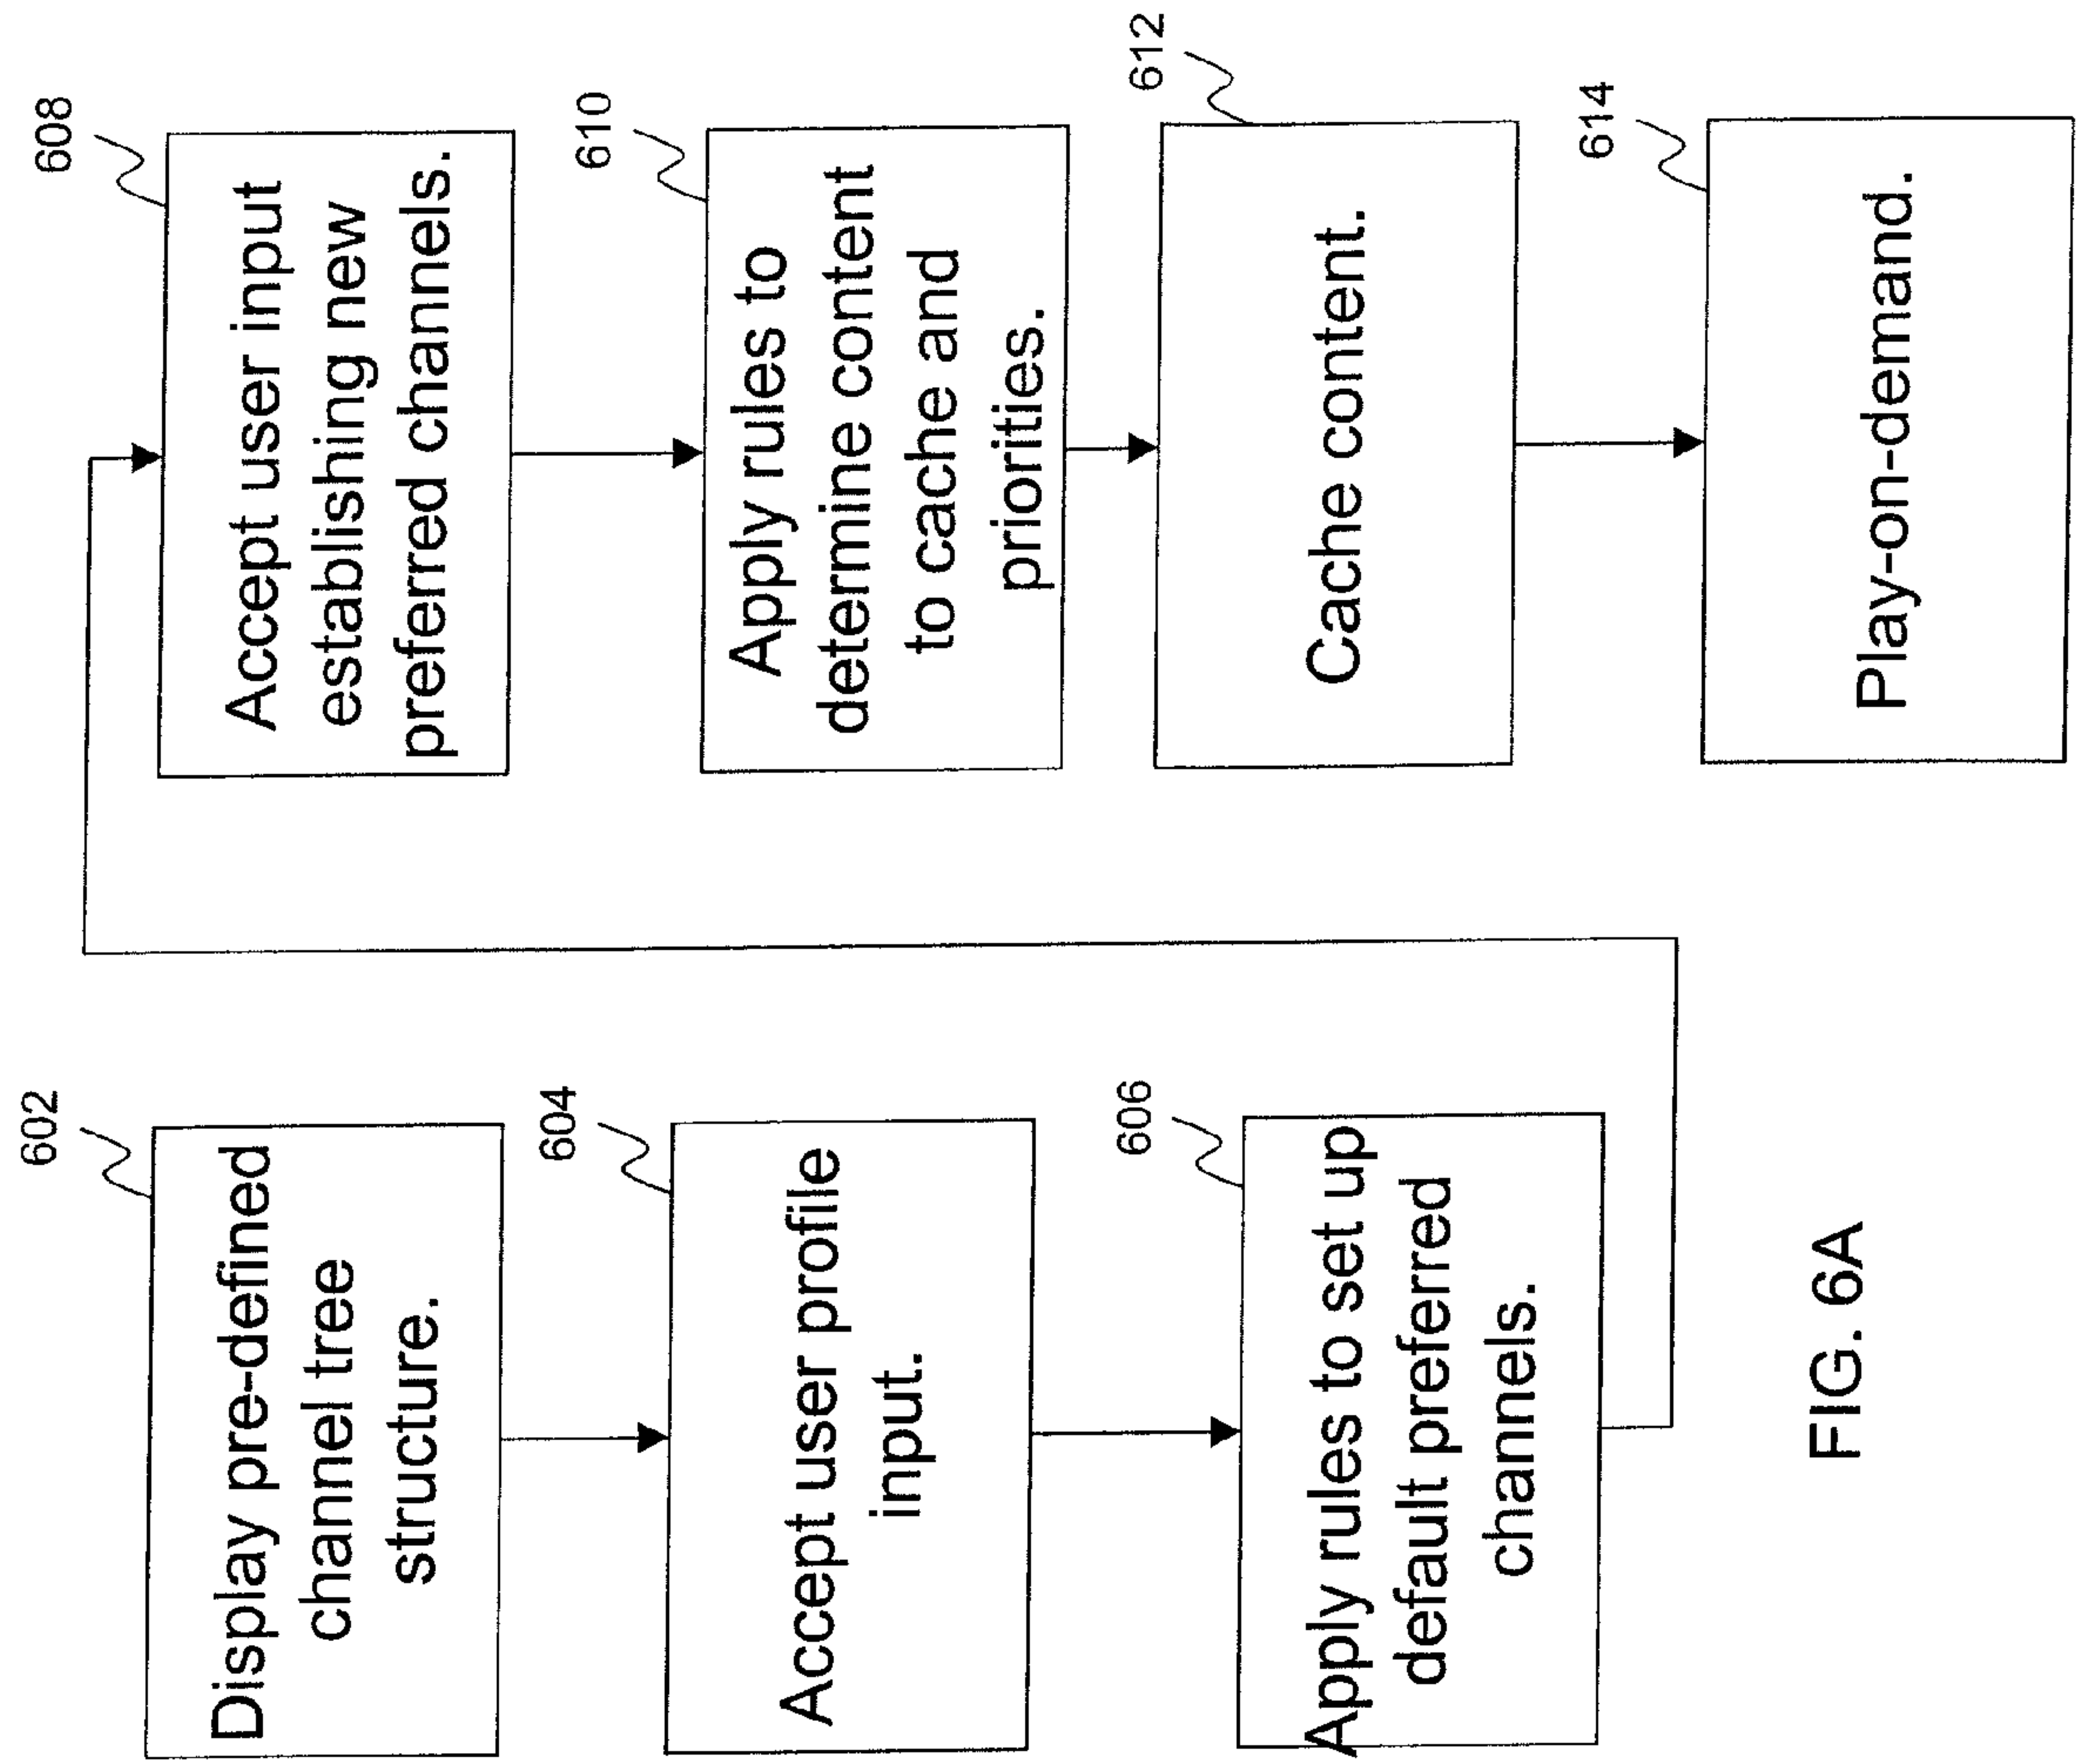 602
Display pre-defined
channel tree
structure.
604
Accept user profile
input.
606
Apply rules to set up
default preferred
channels.
608
Accept user input
establishing new
preferred channels.
610
Apply rules to
determine content
to cache and
priorities.
612
Cache content.
614
Play-on-demand.
FIG. 6A